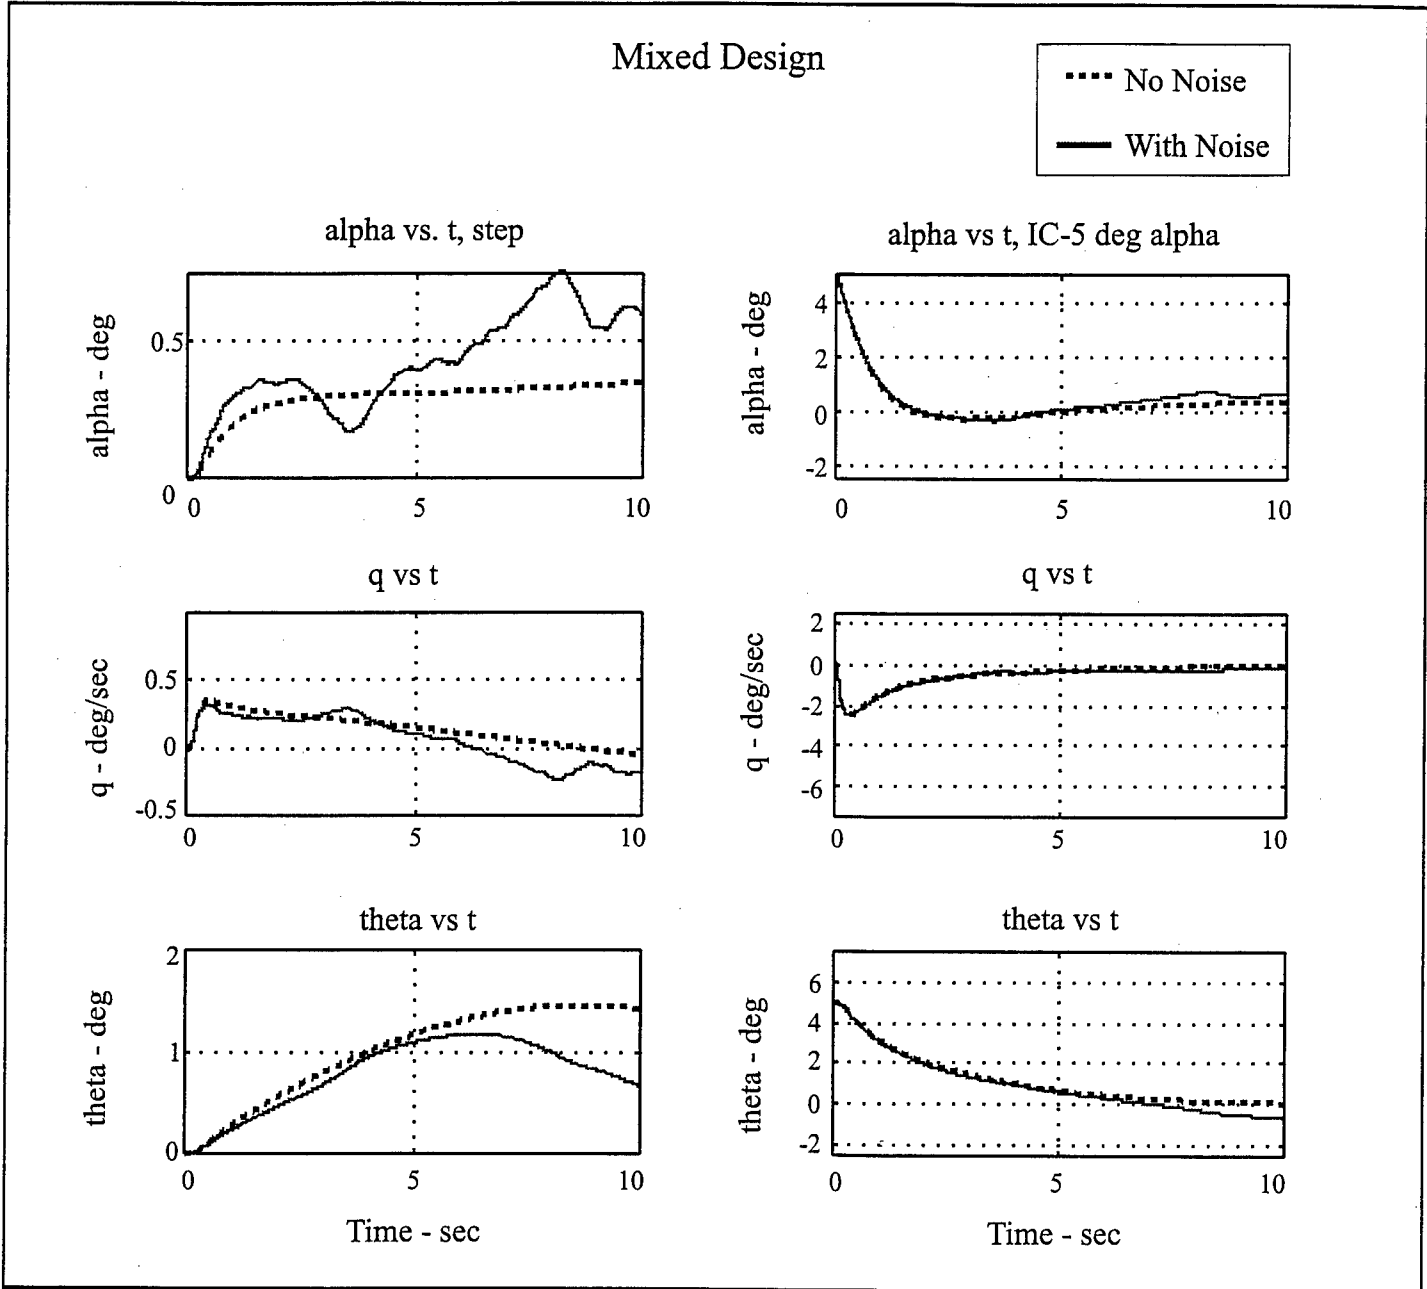 Mixed Design
No Noise
With Noise
alpha vs. t, step
alpha - deg
0.5
0
0
5
10
alpha vs t, IC-5 deg alpha
alpha - deg
4
2
0
-2
0
5
10
q vs t
q - deg/sec
0.5
0
-0.5
0
5
10
q vs t
q - deg/sec
2
0
-2
-4
-6
0
5
10
theta vs t
theta - deg
2
1
0
0
5
10
Time - sec
theta vs t
theta - deg
6
4
2
0
-2
0
5
10
Time - sec